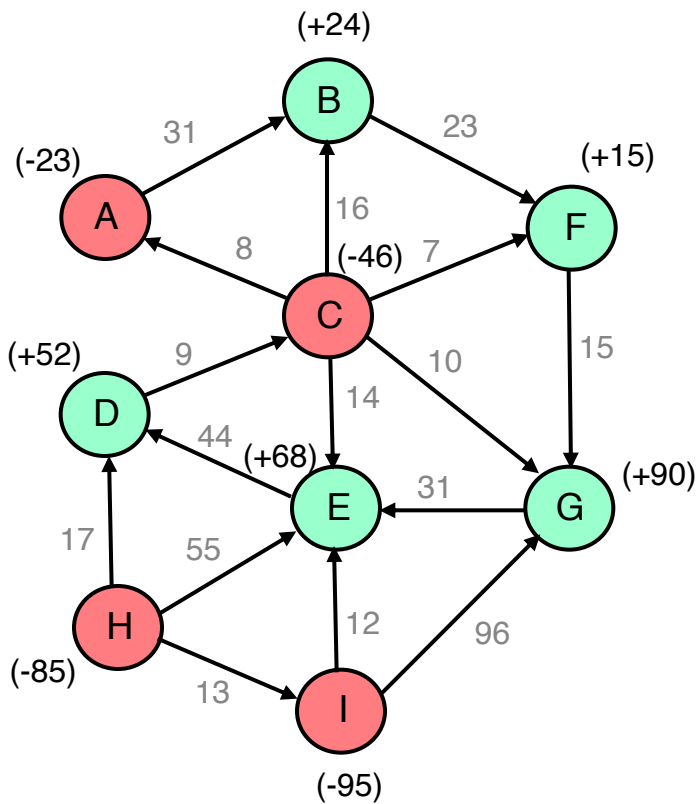 (+24)
B
31
23
(-23)
(+15)
A
16
F
8
(-46)
7
C
(+52)
9
10
15
14
D
44
(+68)
(+90)
31
E
G
17
55
H
12
96
(-85)
13
I
(-95)